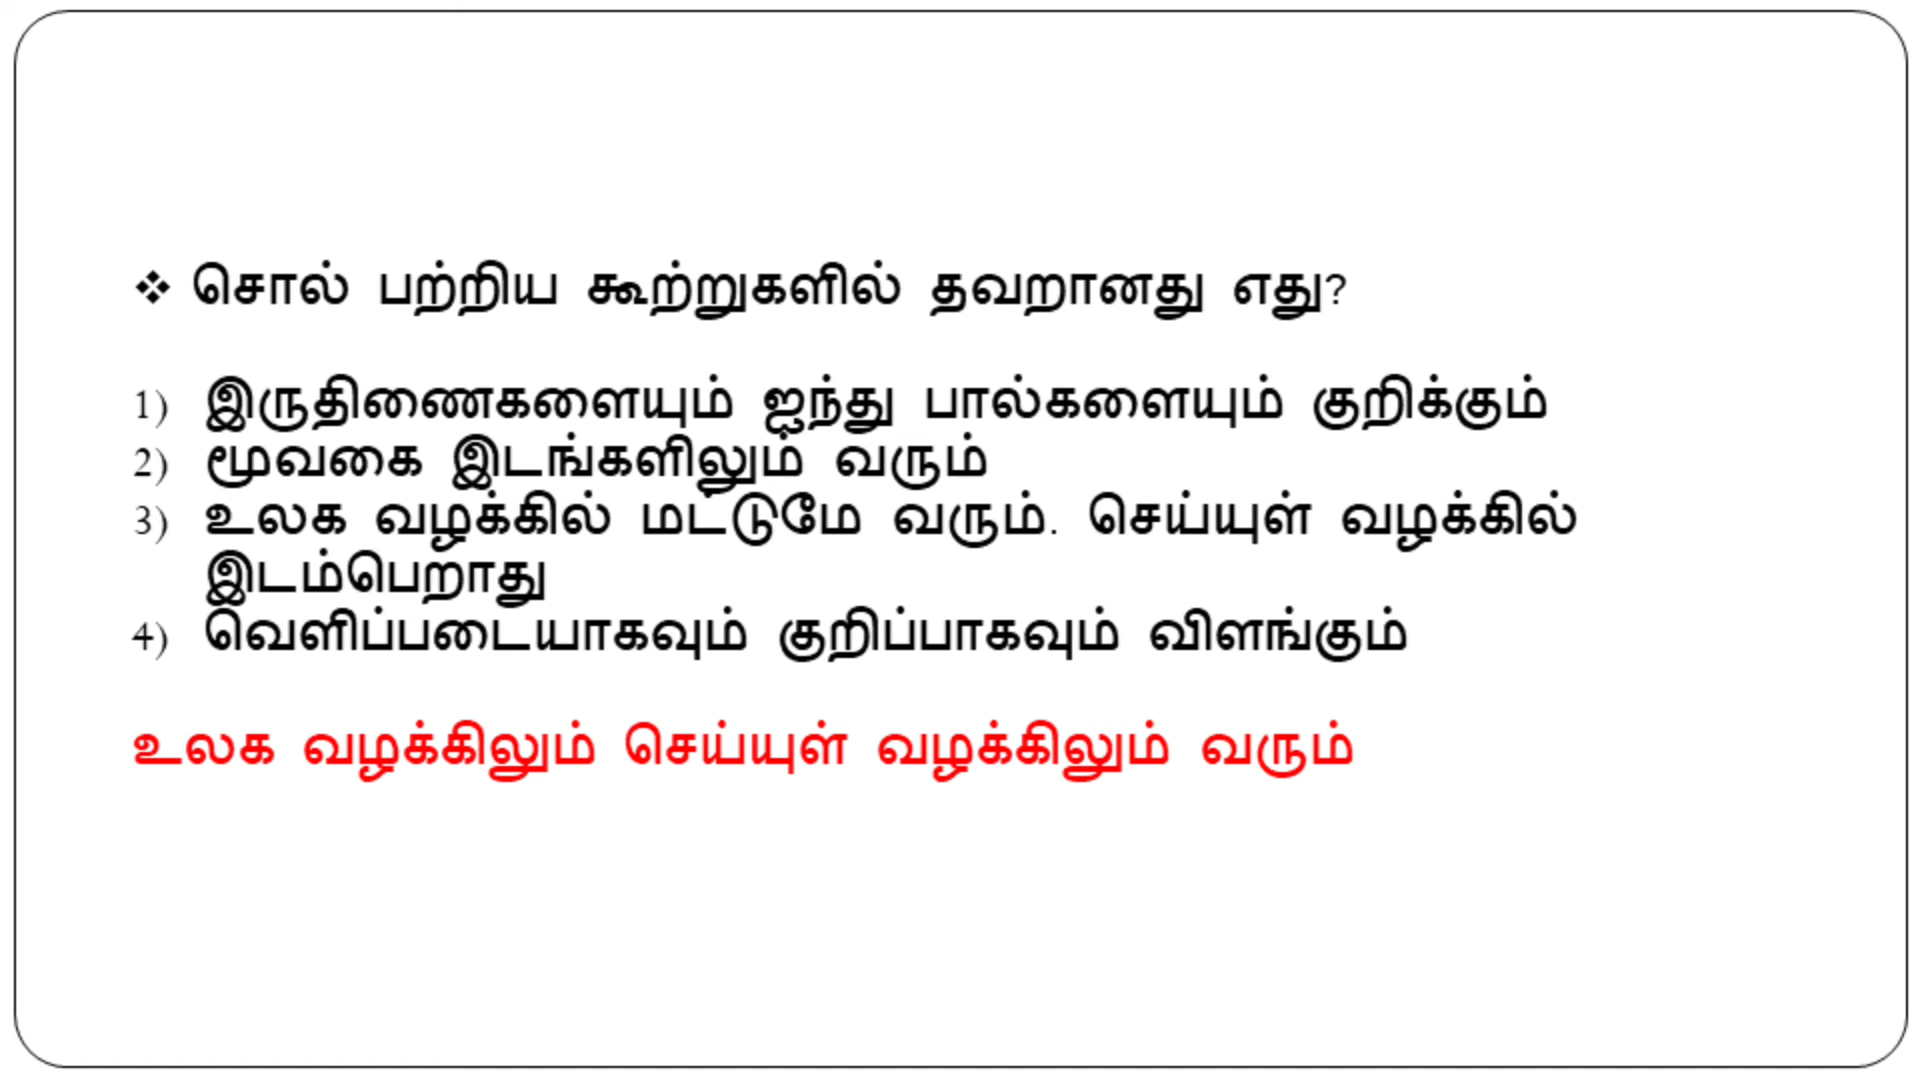 ❖ சொல் பற்றிய கூற்றுகளில் தவறானது எது?
1) இருதிணைகளையும் ஐந்து பால்களையும் குறிக்கும்
2) மூவகை இடங்களிலும் வரும்
3) உலக வழக்கில் மட்டுமே வரும். செய்யுள் வழக்கில்
இடம்பெறாது
4) வெளிப்படையாகவும் குறிப்பாகவும் விளங்கும்
உலக வழக்கிலும் செய்யுள் வழக்கிலும் வரும்